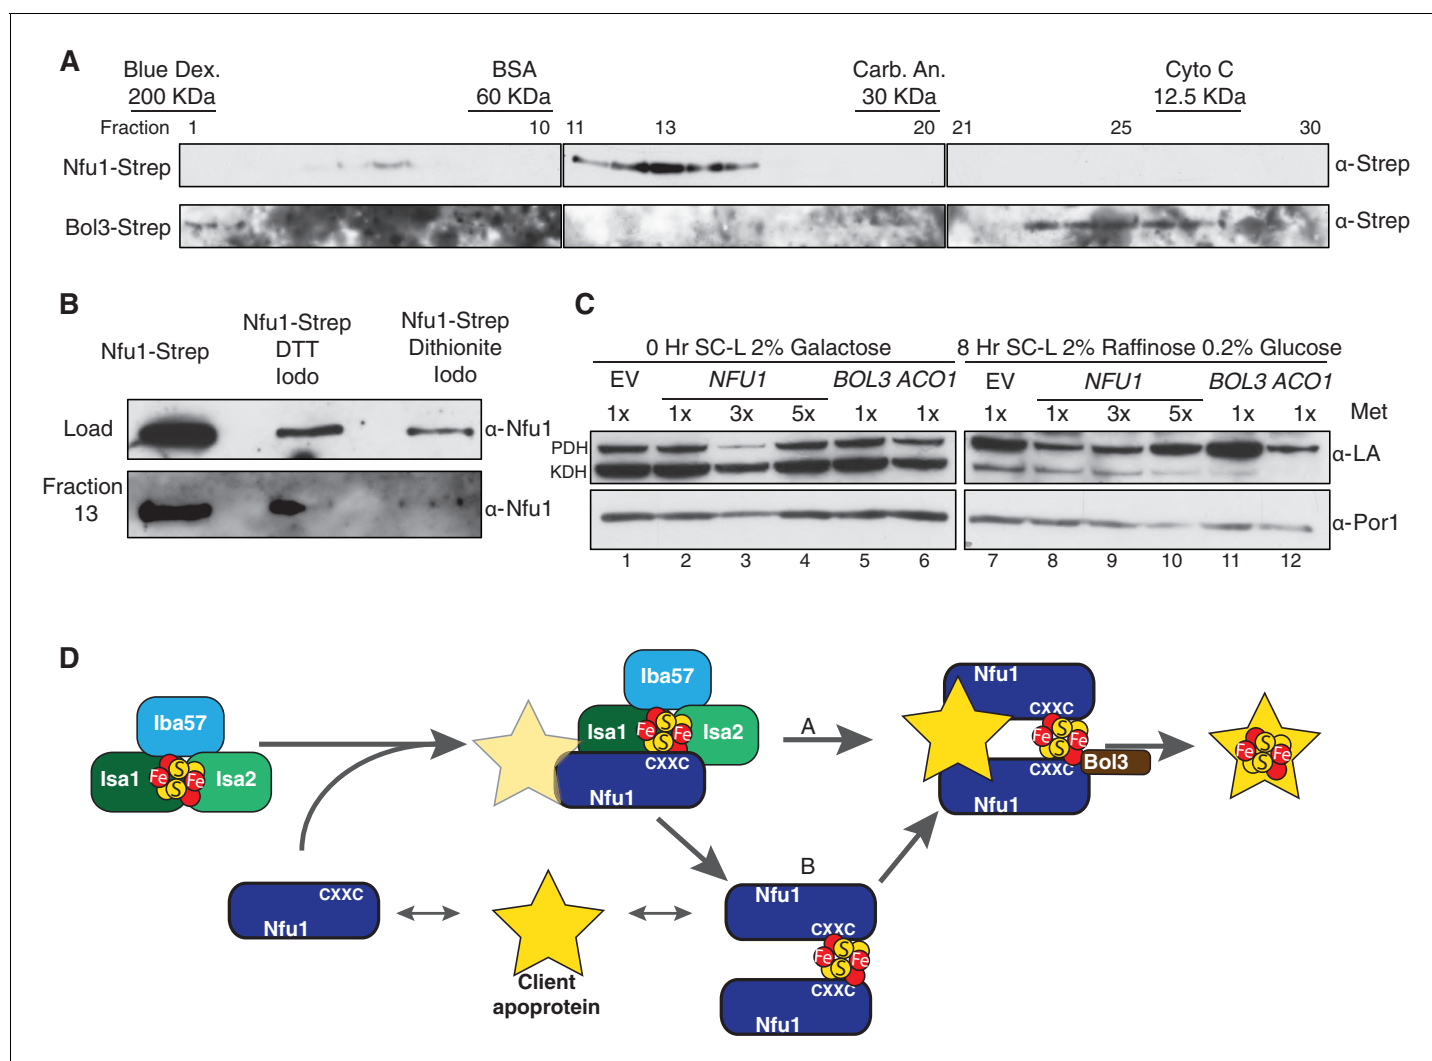 A
Blue Dex. BSA Carb. An. Cyto C
200 KDa 60 KDa 30 KDa 12.5 KDa
Fraction 1 10 11 13 20 21 25 30
Nfu1-Strep α-Strep
Bol3-Strep α-Strep
B
Nfu1-Strep
Nfu1-Strep
DTT
Iodo
Nfu1-Strep
Dithionite
Iodo
Load α-Nfu1
Fraction
13
α-Nfu1
C
0 Hr SC-L 2% Galactose 8 Hr SC-L 2% Raffinose 0.2% Glucose
EV NFU1 BOL3 ACO1 EV NFU1 BOL3 ACO1
1x 1x 3x 5x 1x 1x 1x 1x 3x 5x 1x 1x Met
PDH
KDH
α-LA
α-Por1
1 2 3 4 5 6 7 8 9 10 11 12
D
Iba57
Isa1 Fe S S Fe Isa2
CXXC
Nfu1
Client
apoprotein
Iba57
Isa1 Fe S S Fe Isa2
CXXC
Nfu1
A
B
Nfu1
CXXC
Fe S S Fe
CXXC
Nfu1
Nfu1
CXXC
Fe S S Fe
CXXC
Bol3
Nfu1
Fe S S Fe